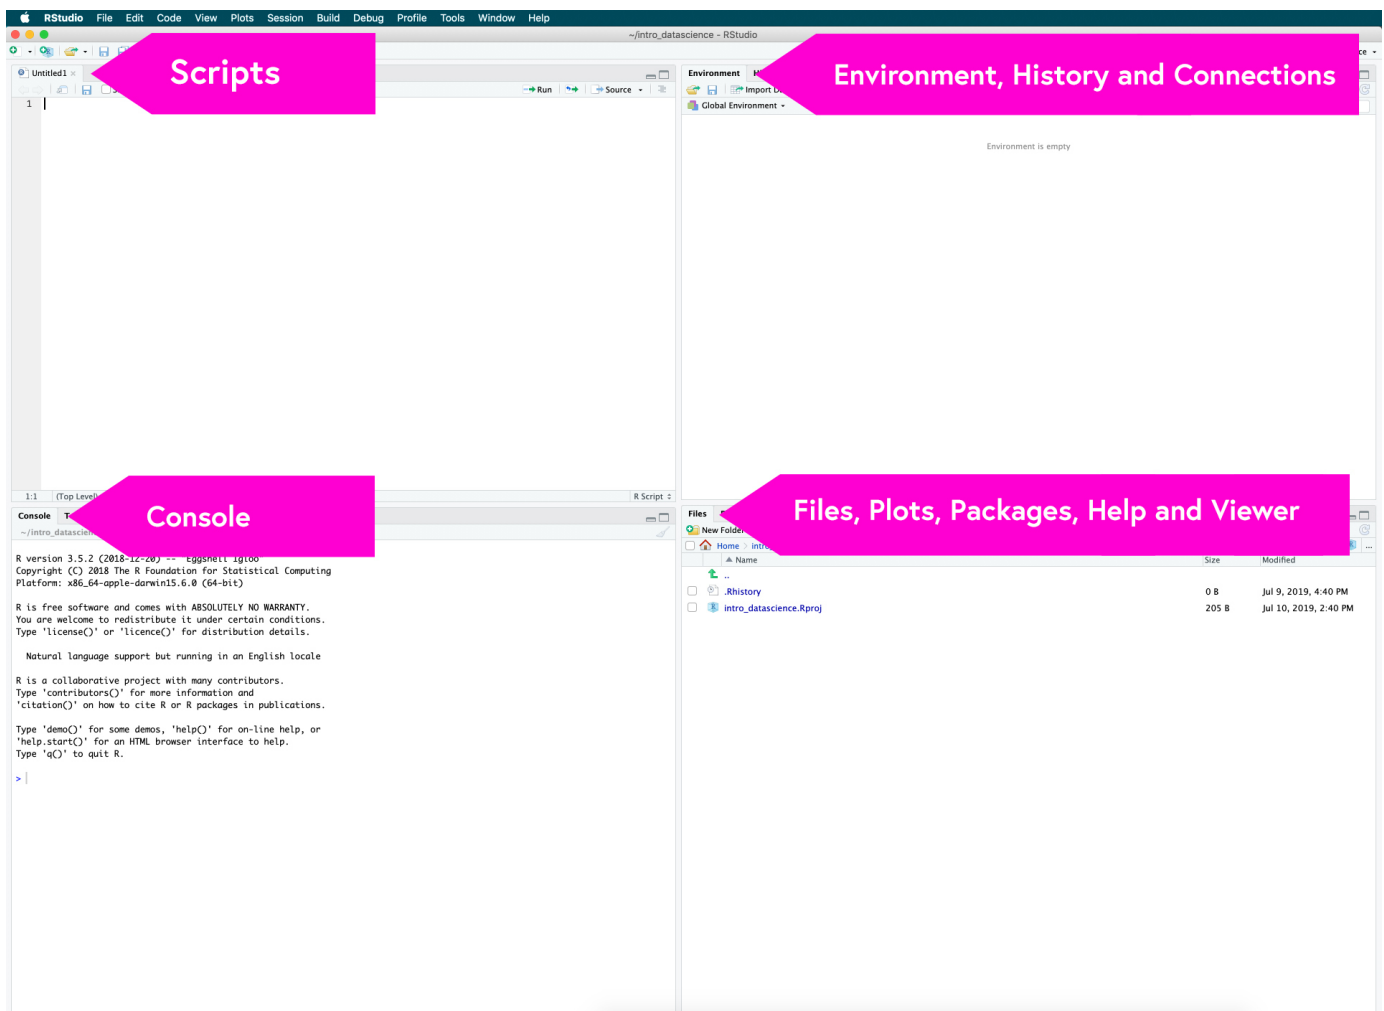 RStudio File Edit Code View Plots Session Build Debug Profile Tools Window Help
~/intro_datascience - RStudio
Scripts
Environment, History and Connections
Untitled1
Run Source
1
Environment
Import
Global Environment
Environment is empty
1:1 (Top Level) R Script
Console
Console
~/intro_datascien
R version 3.5.2 (2018-12-20) -- "Eggshell Igloo"
Copyright (C) 2018 The R Foundation for Statistical Computing
Platform: x86_64-apple-darwin15.6.0 (64-bit)
R is free software and comes with ABSOLUTELY NO WARRANTY.
You are welcome to redistribute it under certain conditions.
Type 'license()' or 'licence()' for distribution details.
Natural language support but running in an English locale
R is a collaborative project with many contributors.
Type 'contributors()' for more information and
'citation()' on how to cite R or R packages in publications.
Type 'demo()' for some demos, 'help()' for on-line help, or
'help.start()' for an HTML browser interface to help.
Type 'q()' to quit R.
>
Files, Plots, Packages, Help and Viewer
Files
New Folder
Home intro
Name Size Modified
..
.Rhistory 0 B Jul 9, 2019, 4:40 PM
intro_datascience.Rproj 205 B Jul 10, 2019, 2:40 PM